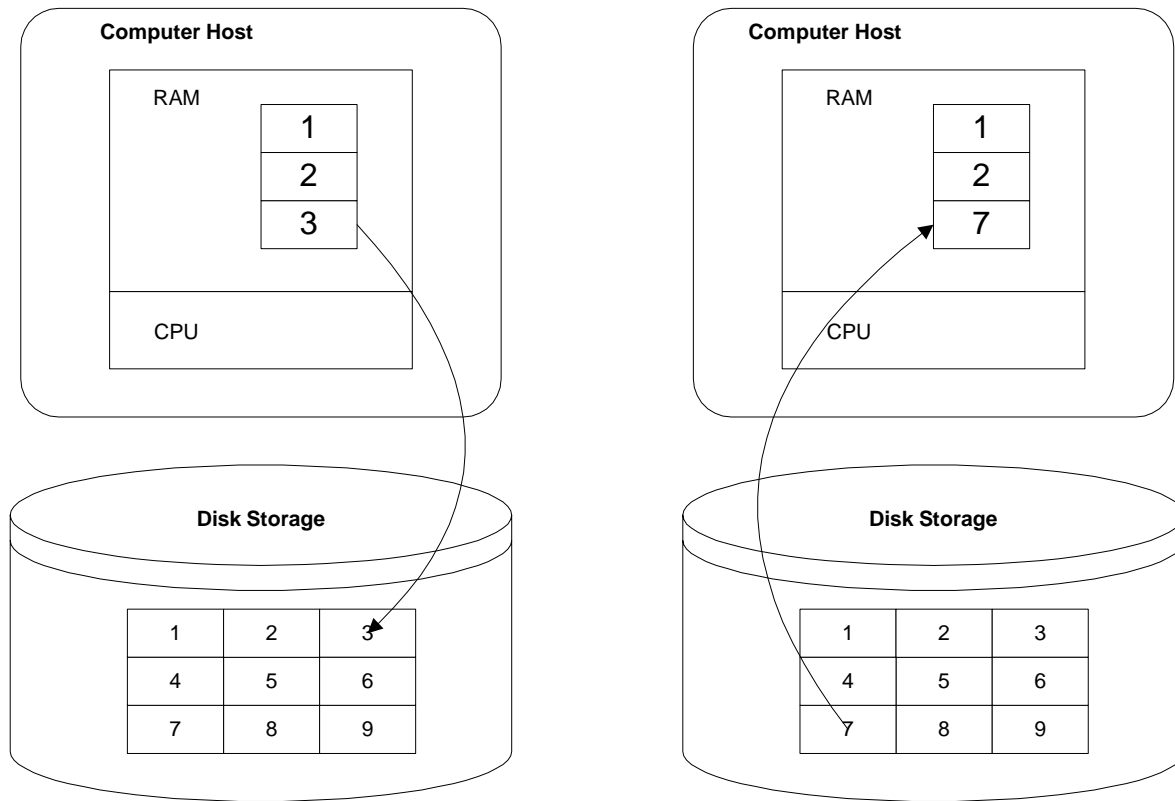 Computer Host
RAM
1
2
3
CPU
Disk Storage
1 2 3
4 5 6
7 8 9
Computer Host
RAM
1
2
7
CPU
Disk Storage
1 2 3
4 5 6
7 8 9